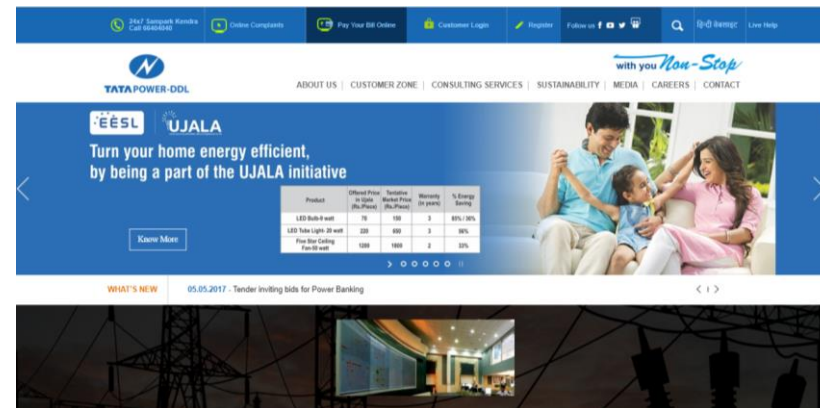 24x7 Sampark Kendra
Call 66404040
Online Complaints
Pay Your Bill Online
Customer Login
Register
Follow us
हिन्दी वेबसाइट
Live Help
with you Non-Stop
TATA POWER-DDL
ABOUT US | CUSTOMER ZONE | CONSULTING SERVICES | SUSTAINABILITY | MEDIA | CAREERS | CONTACT
EESL UJALA
Turn your home energy efficient,
by being a part of the UJALA initiative
Product Offered Price in Ujala (Rs./Piece) Tentative Market Price (Rs./Piece) Warranty (in years) % Energy Saving
LED Bulb-9 watt 70 3
LED Tube Light- 20 watt 220 3
Five Star Ceiling Fan-50 watt 1200 2
Know More
WHAT'S NEW 05.05.2017 - Tender inviting bids for Power Banking